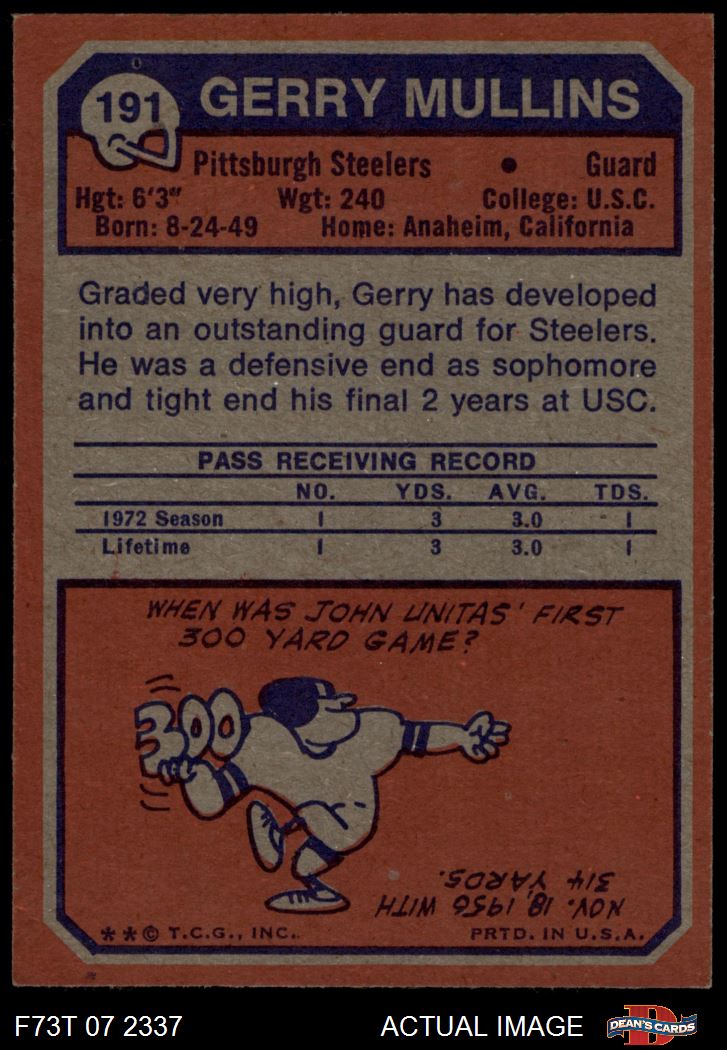 191 GERRY MULLINS
Pittsburgh Steelers • Guard
Hgt: 6'3" Wgt: 240 College: U.S.C.
Born: 8-24-49 Home: Anaheim, California
Graded very high, Gerry has developed
into an outstanding guard for Steelers.
He was a defensive end as sophomore
and tight end his final 2 years at USC.
PASS RECEIVING RECORD
NO. YDS. AVG. TDS.
1972 Season 1 3 3.0 1
Lifetime 1 3 3.0 1
WHEN WAS JOHN UNITAS' FIRST
300 YARD GAME?
300
NOV. 18, 1956 WITH
314 YARDS.
**© T.C.G., INC. PRTD. IN U.S.A.
F73T 07 2337 ACTUAL IMAGE D DEAN'S CARDS